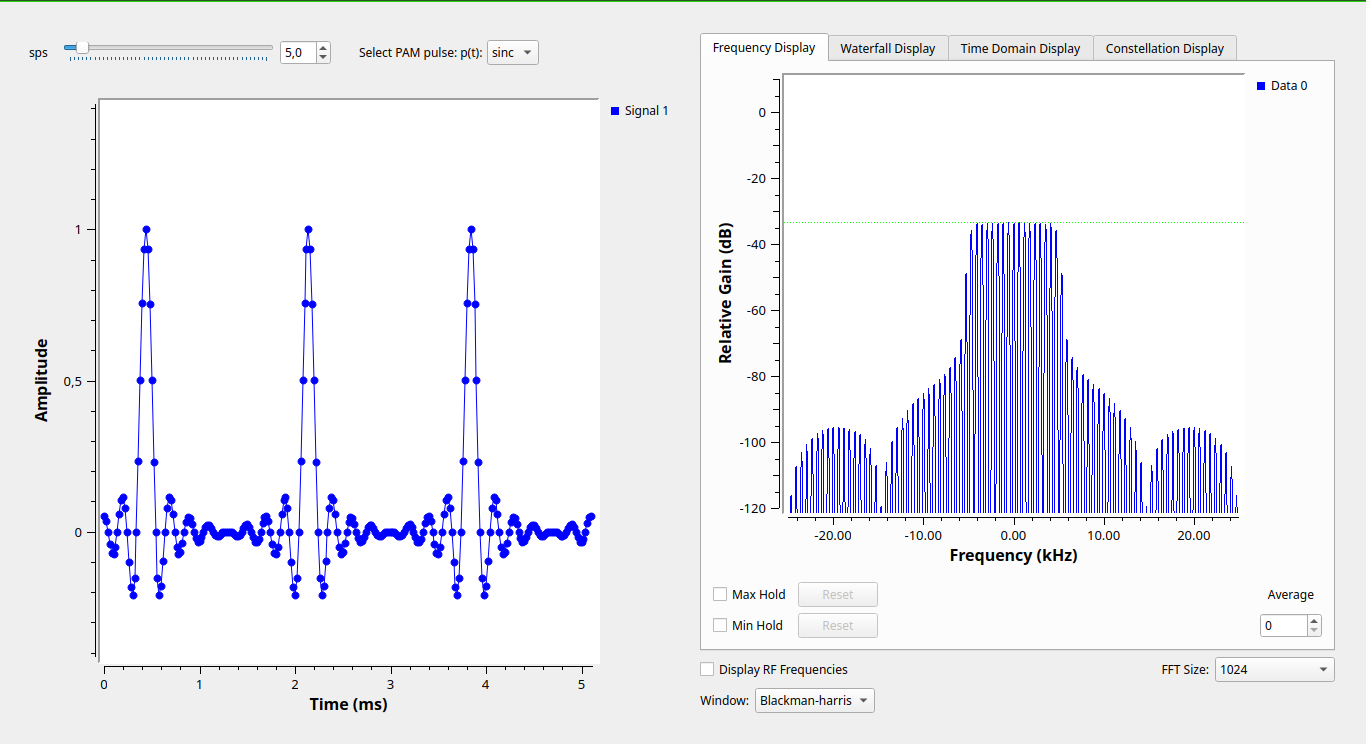 sps
5,0
Select PAM pulse: p(t):
sinc
Signal 1
1
0,5
0
Amplitude
0
1
2
3
4
5
Time (ms)
Frequency Display
Waterfall Display
Time Domain Display
Constellation Display
Data 0
0
-20
-40
-60
-80
-100
-120
Relative Gain (dB)
-20.00
-10.00
0.00
10.00
20.00
Frequency (kHz)
Max Hold
Reset
Average
Min Hold
Reset
0
Display RF Frequencies
FFT Size:
1024
Window:
Blackman-harris